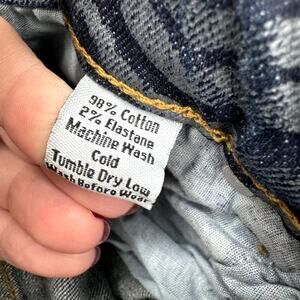 98% Cotton
2% Elastane
Machine Wash
Cold
Tumble Dry Low
Wash Before Wear